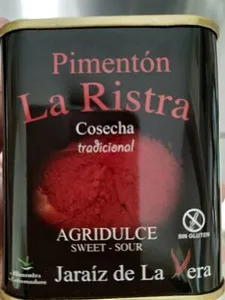 Pimentón
La Ristra
Cosecha
tradicional
AGRIDULCE
SWEET - SOUR
SIN GLUTEN
Jaraíz de La Vera